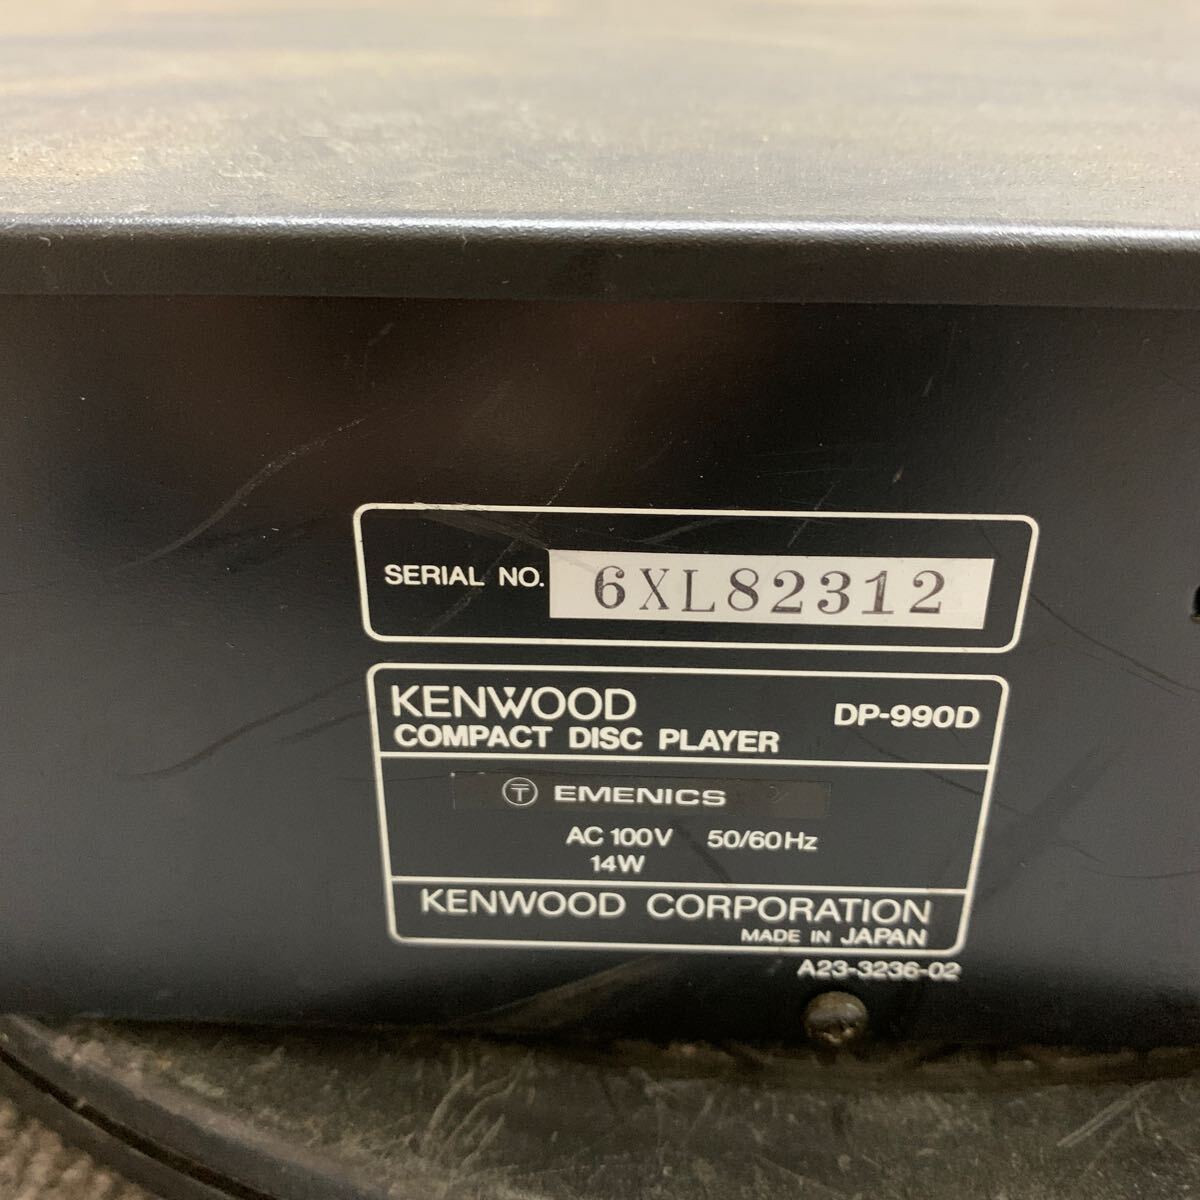 SERIAL NO. 6XL82312
KENWOOD DP-990D
COMPACT DISC PLAYER
T EMENICS
AC 100V 50/60Hz
14W
KENWOOD CORPORATION
MADE IN JAPAN
A23-3236-02